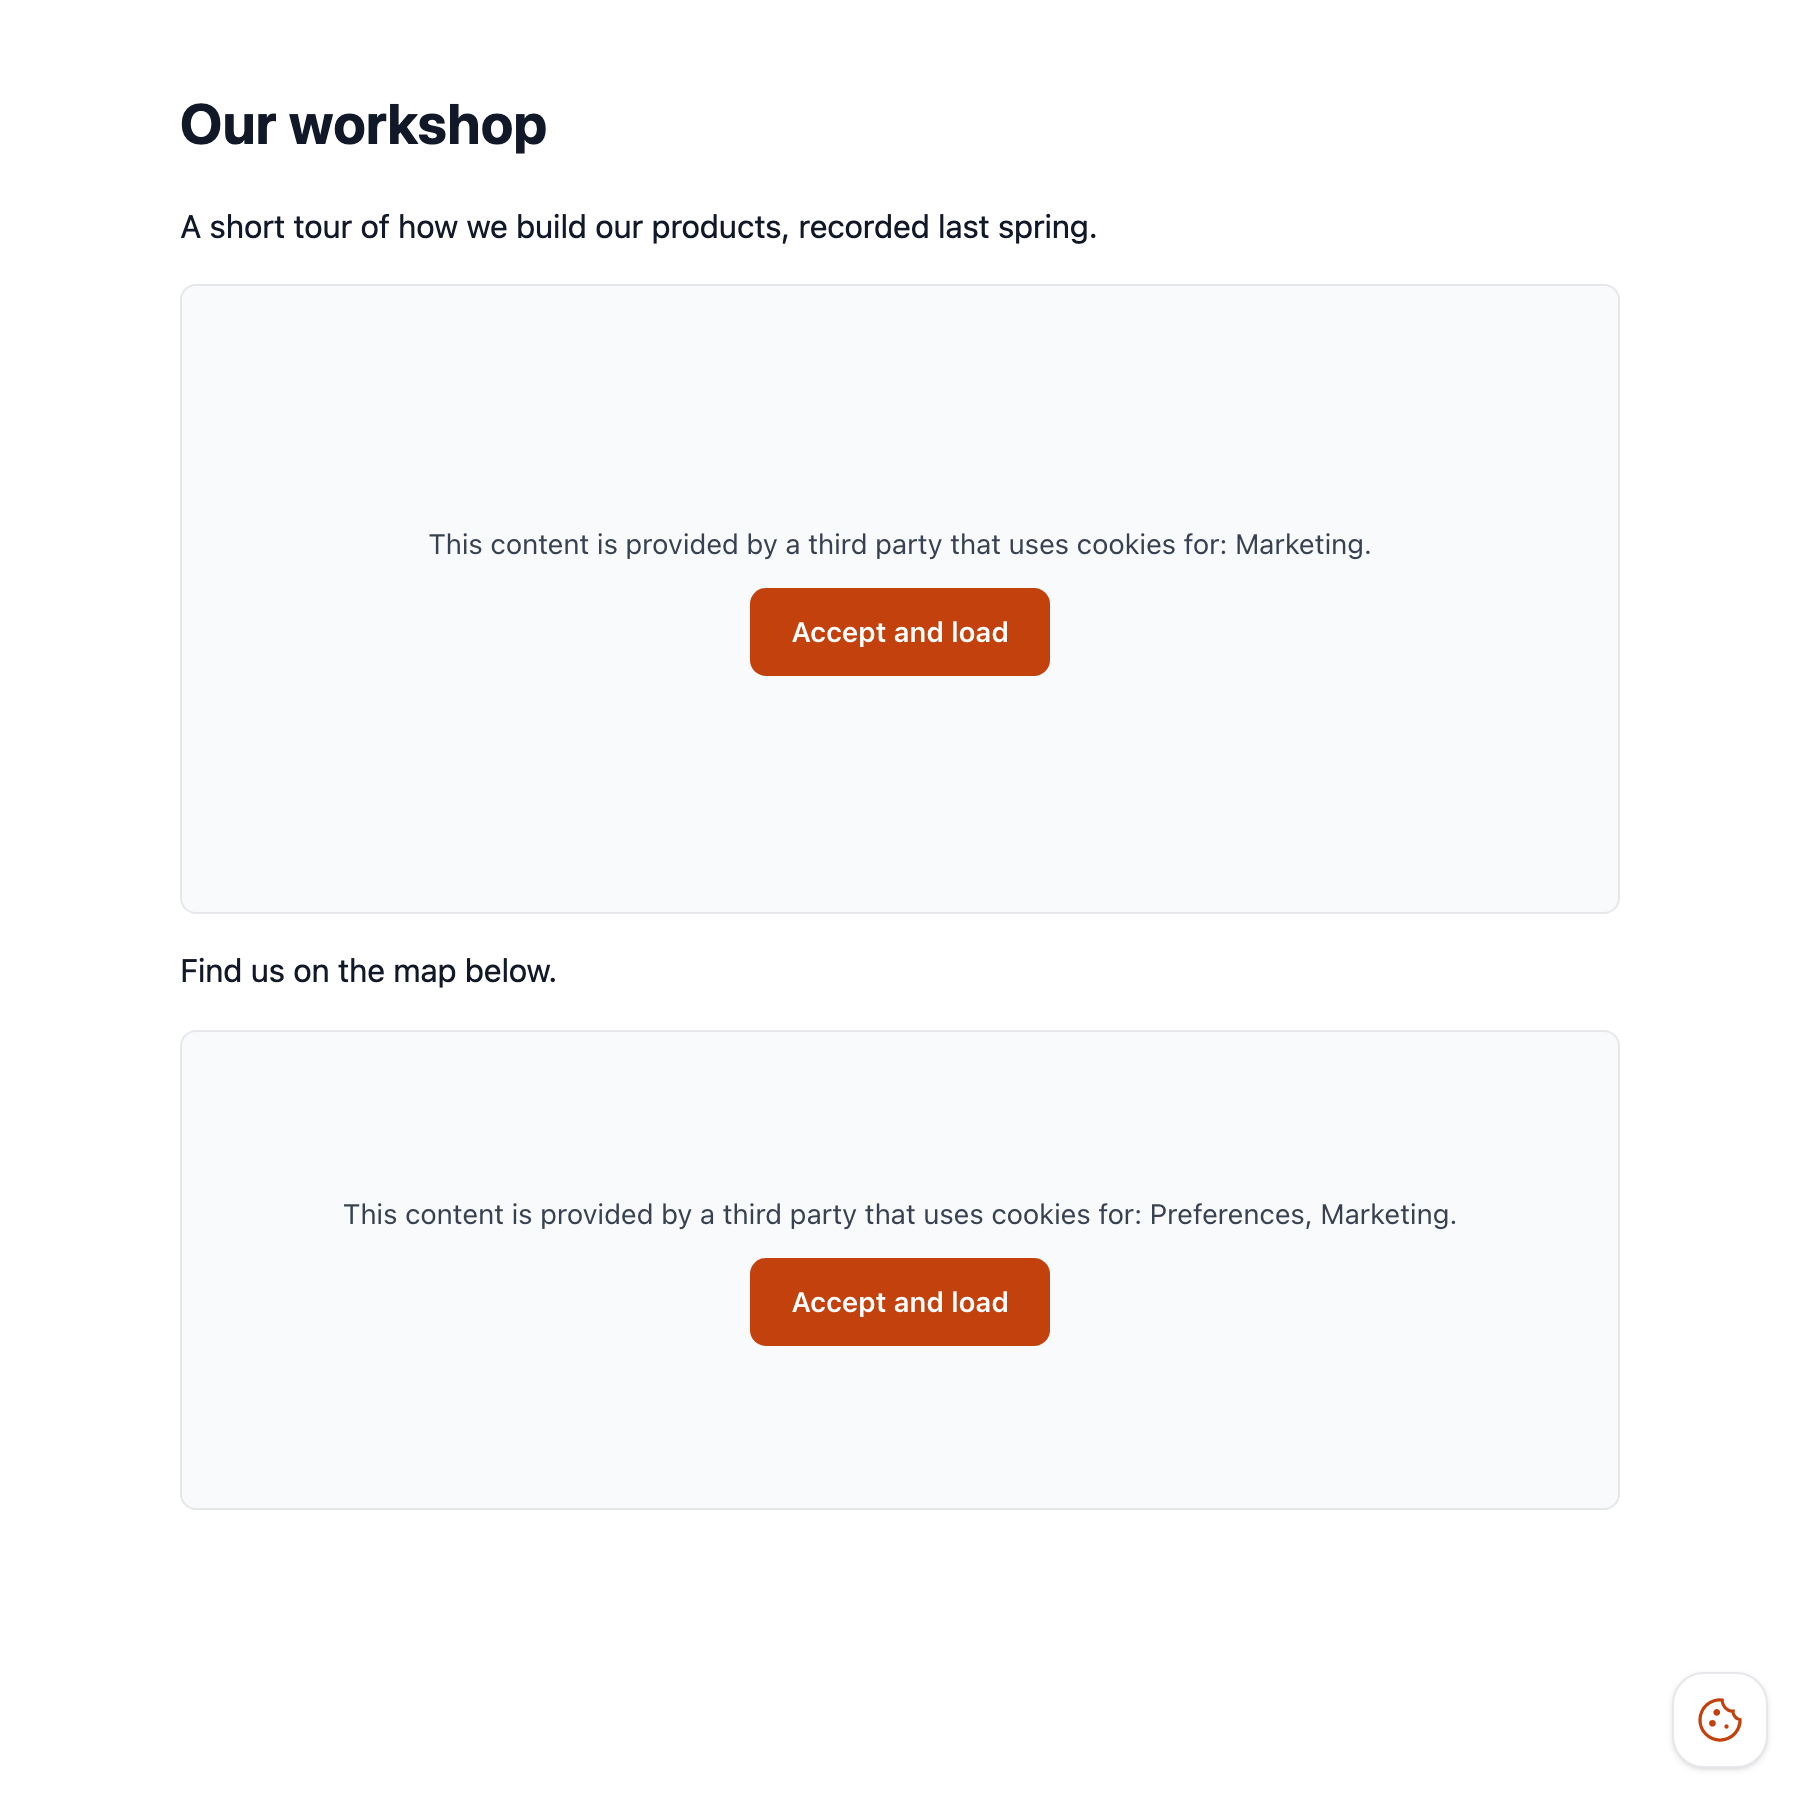 Our workshop
A short tour of how we build our products, recorded last spring.
This content is provided by a third party that uses cookies for: Marketing.
Accept and load
Find us on the map below.
This content is provided by a third party that uses cookies for: Preferences, Marketing.
Accept and load